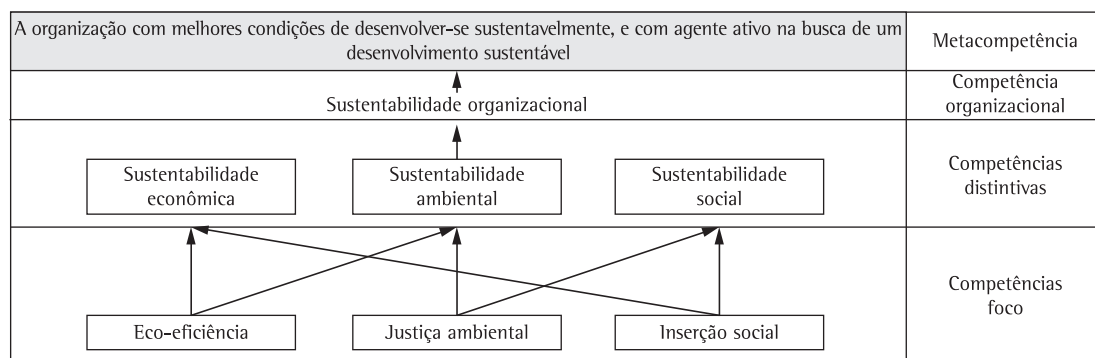 A organização com melhores condições de desenvolver-se sustentavelmente, e com agente ativo na busca de um
desenvolvimento sustentável
Metacompetência
Sustentabilidade organizacional
Competência
organizacional
Sustentabilidade
econômica
Sustentabilidade
ambiental
Sustentabilidade
social
Competências
distintivas
Eco-eficiência
Justiça ambiental
Inserção social
Competências
foco